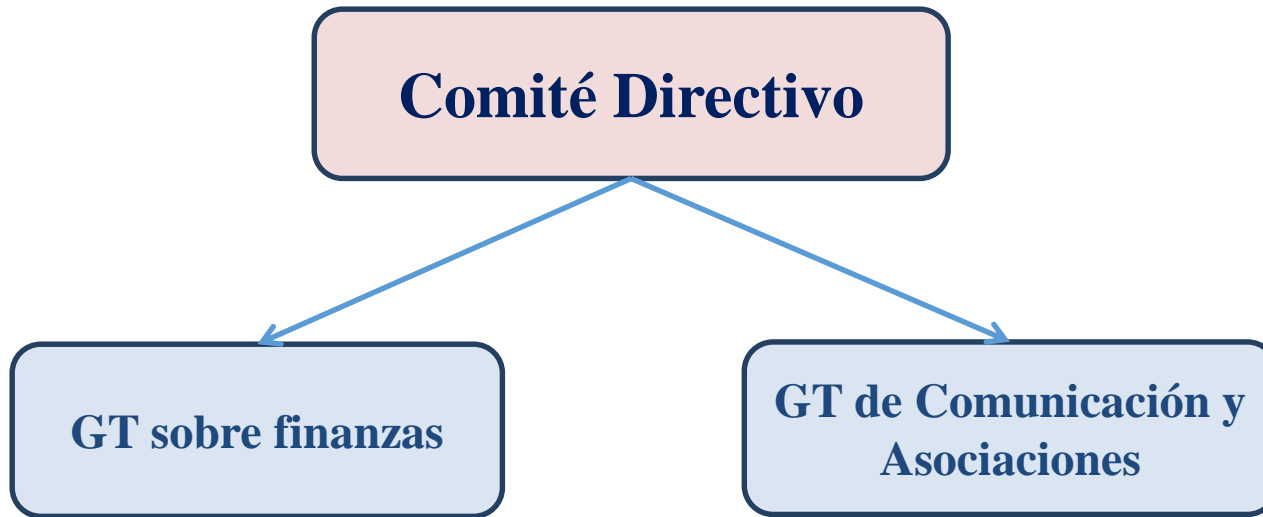 Comité Directivo
GT sobre finanzas
GT de Comunicación y
Asociaciones